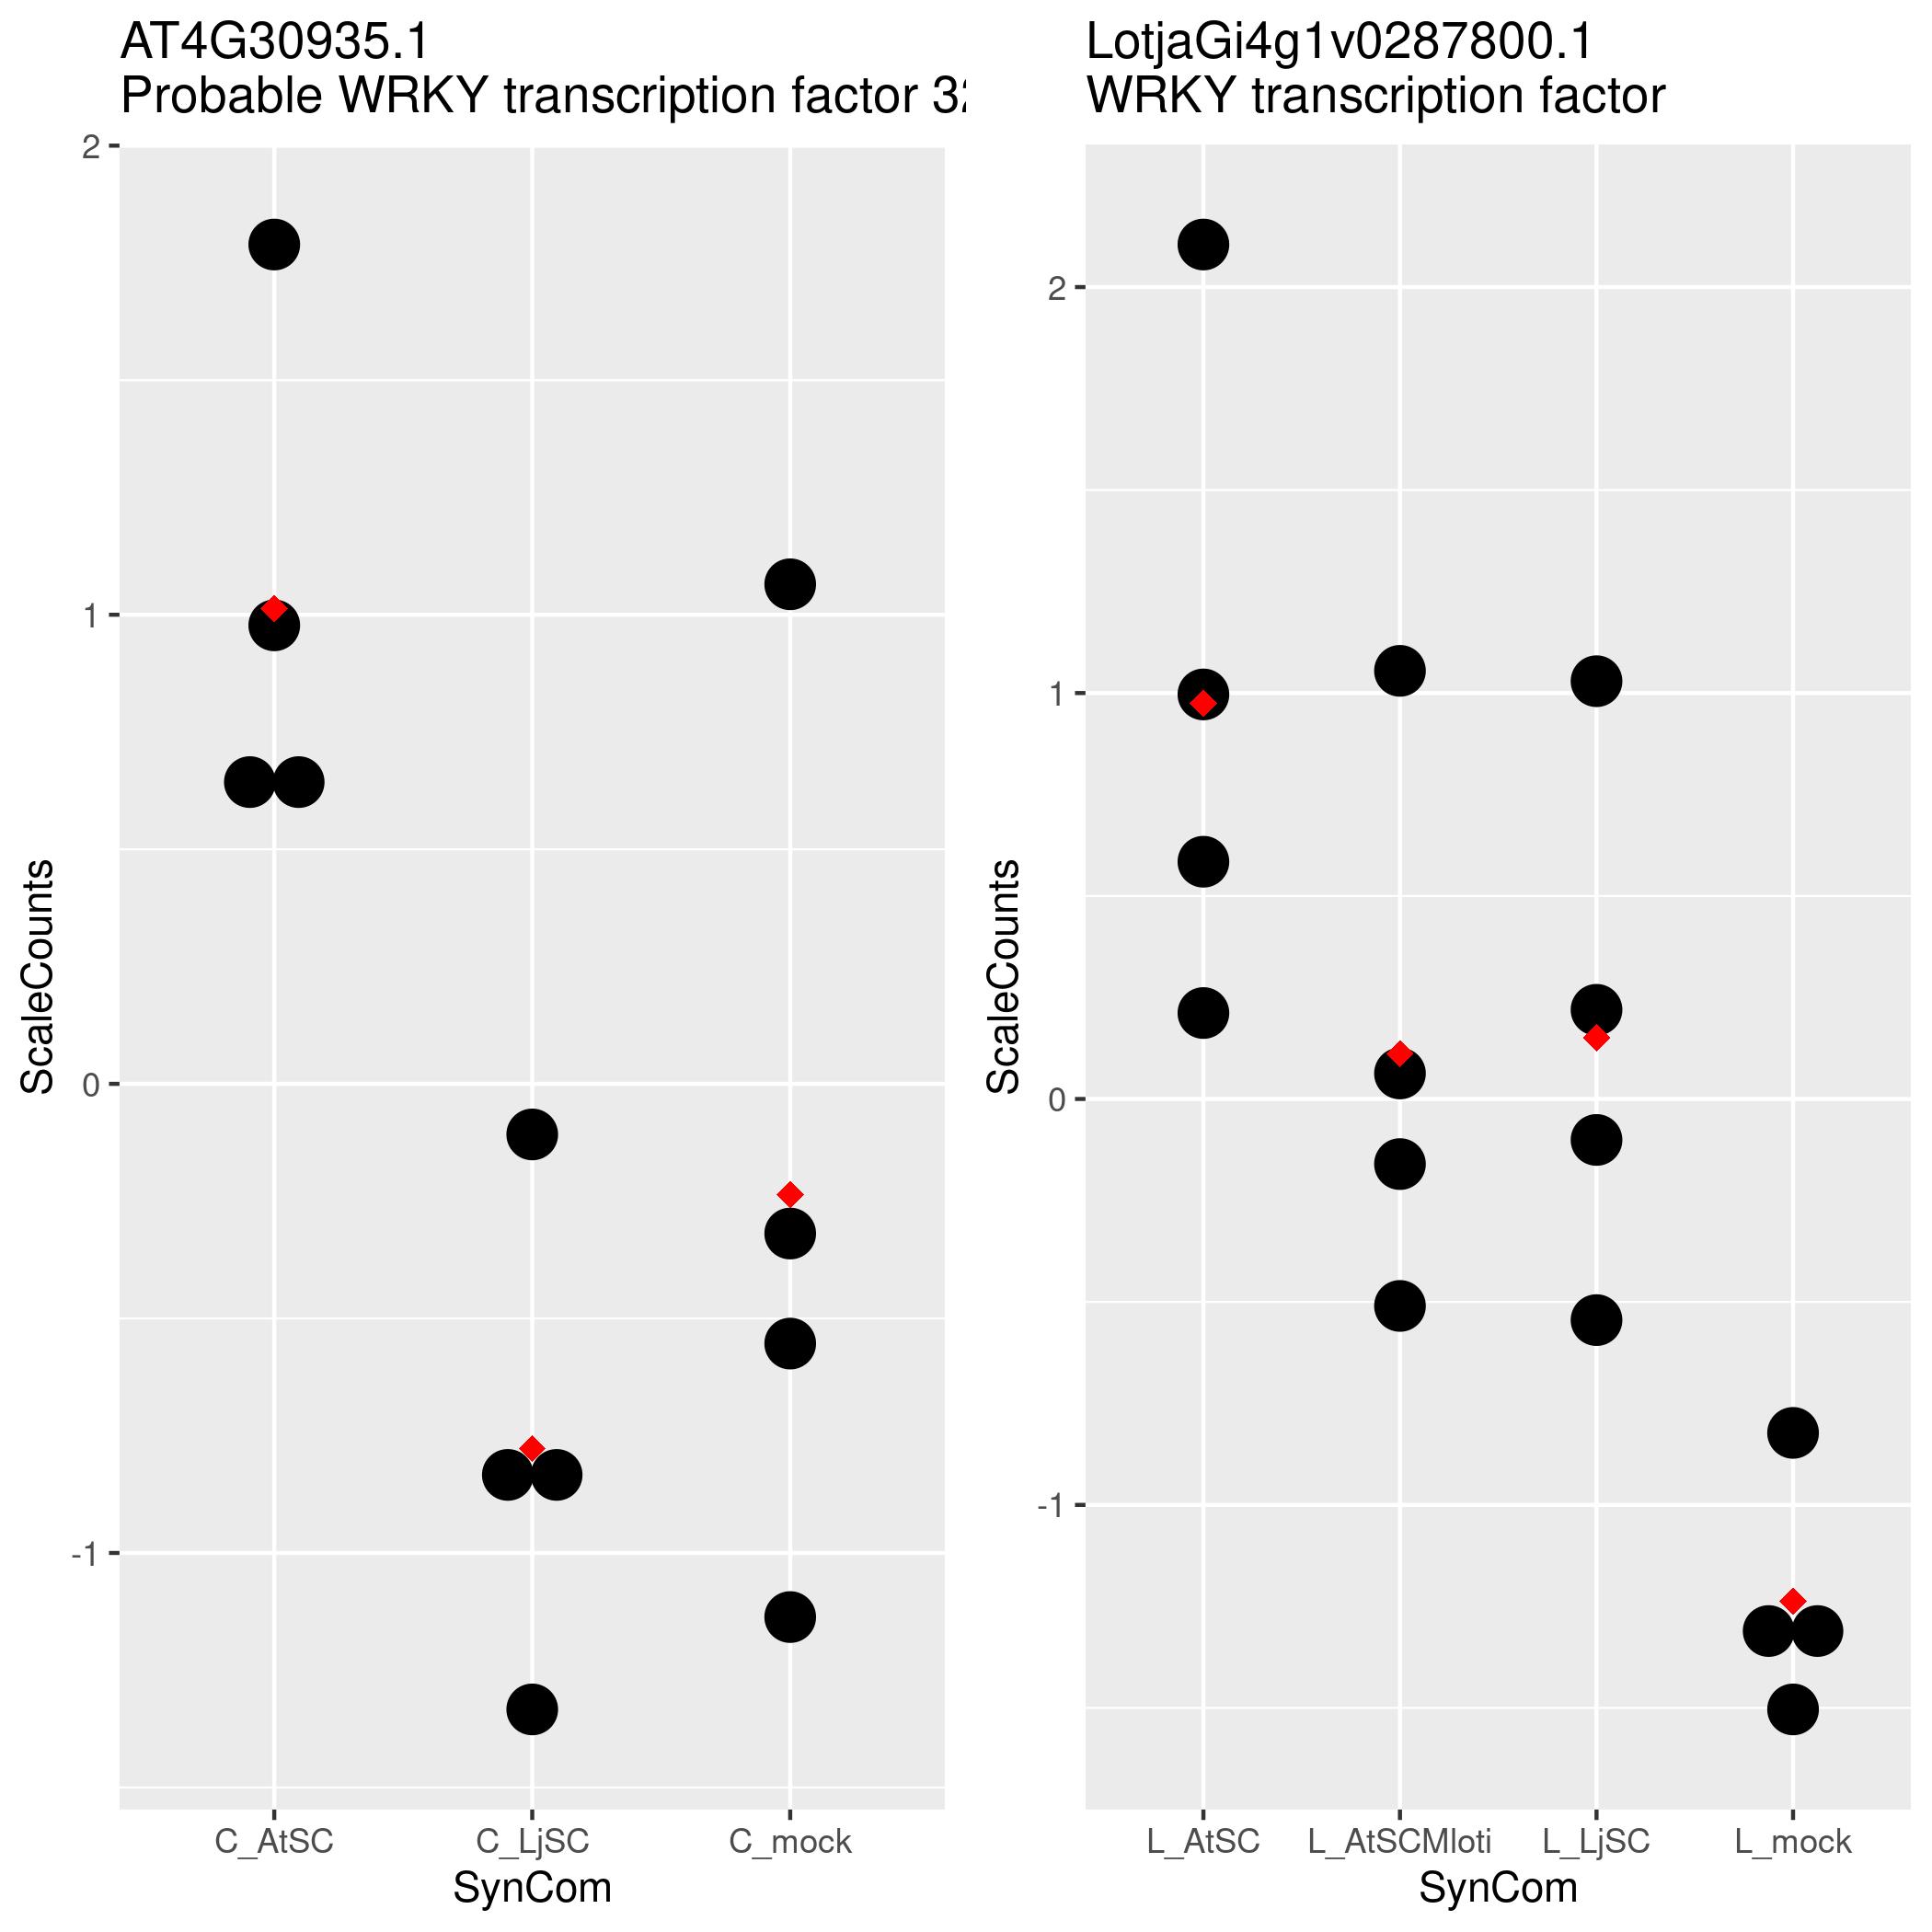 AT4G30935.1
Probable WRKY transcription factor
2
1
0
-1
ScaleCounts
C_AtSC C_LjSC C_mock
SynCom
LotjaGi4g1v0287800.1
WRKY transcription factor
2
1
0
-1
ScaleCounts
L_AtSC L_AtSCMloti L_LjSC L_mock
SynCom